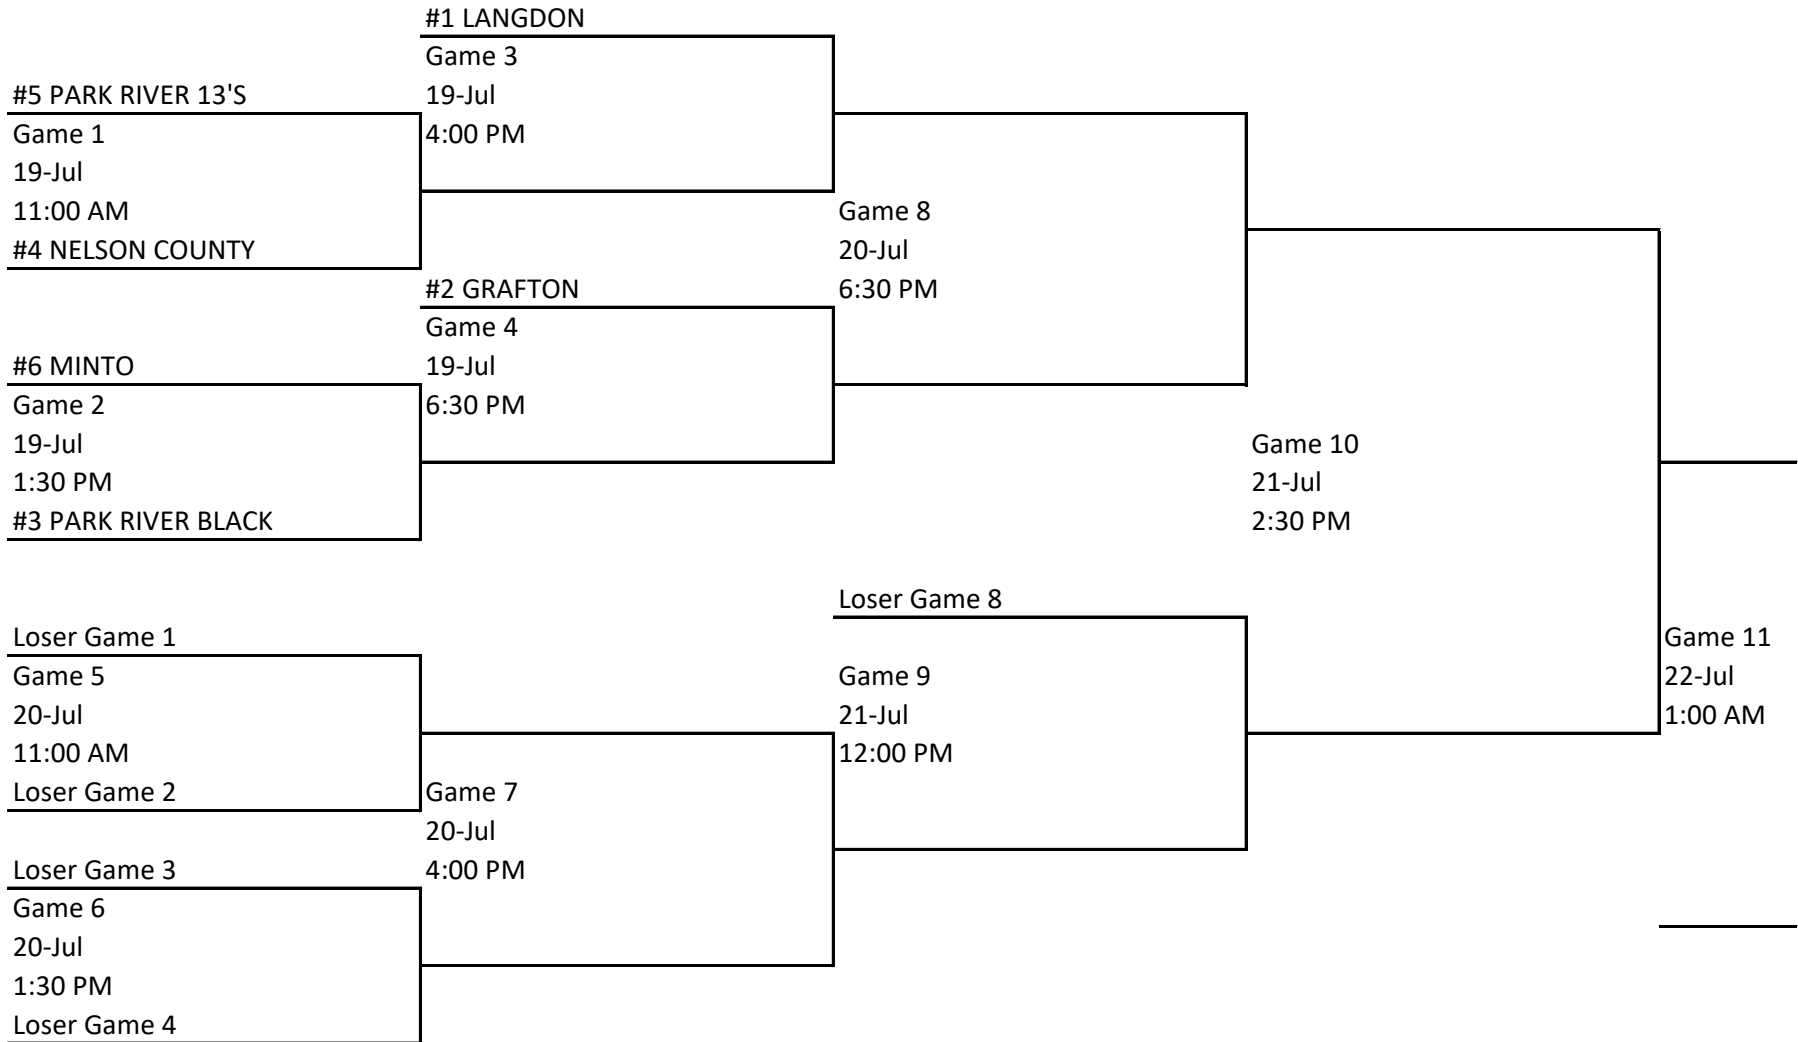 #1 LANGDON
Game 3
19-Jul
4:00 PM
#5 PARK RIVER 13'S
Game 1
19-Jul
11:00 AM
#4 NELSON COUNTY
Game 8
20-Jul
6:30 PM
#2 GRAFTON
Game 4
19-Jul
6:30 PM
#6 MINTO
Game 2
19-Jul
1:30 PM
#3 PARK RIVER BLACK
Game 10
21-Jul
2:30 PM
Loser Game 8
Game 9
21-Jul
12:00 PM
Loser Game 1
Game 5
20-Jul
11:00 AM
Loser Game 2
Game 7
20-Jul
4:00 PM
Loser Game 3
Game 6
20-Jul
1:30 PM
Loser Game 4
Game 11
22-Jul
1:00 AM